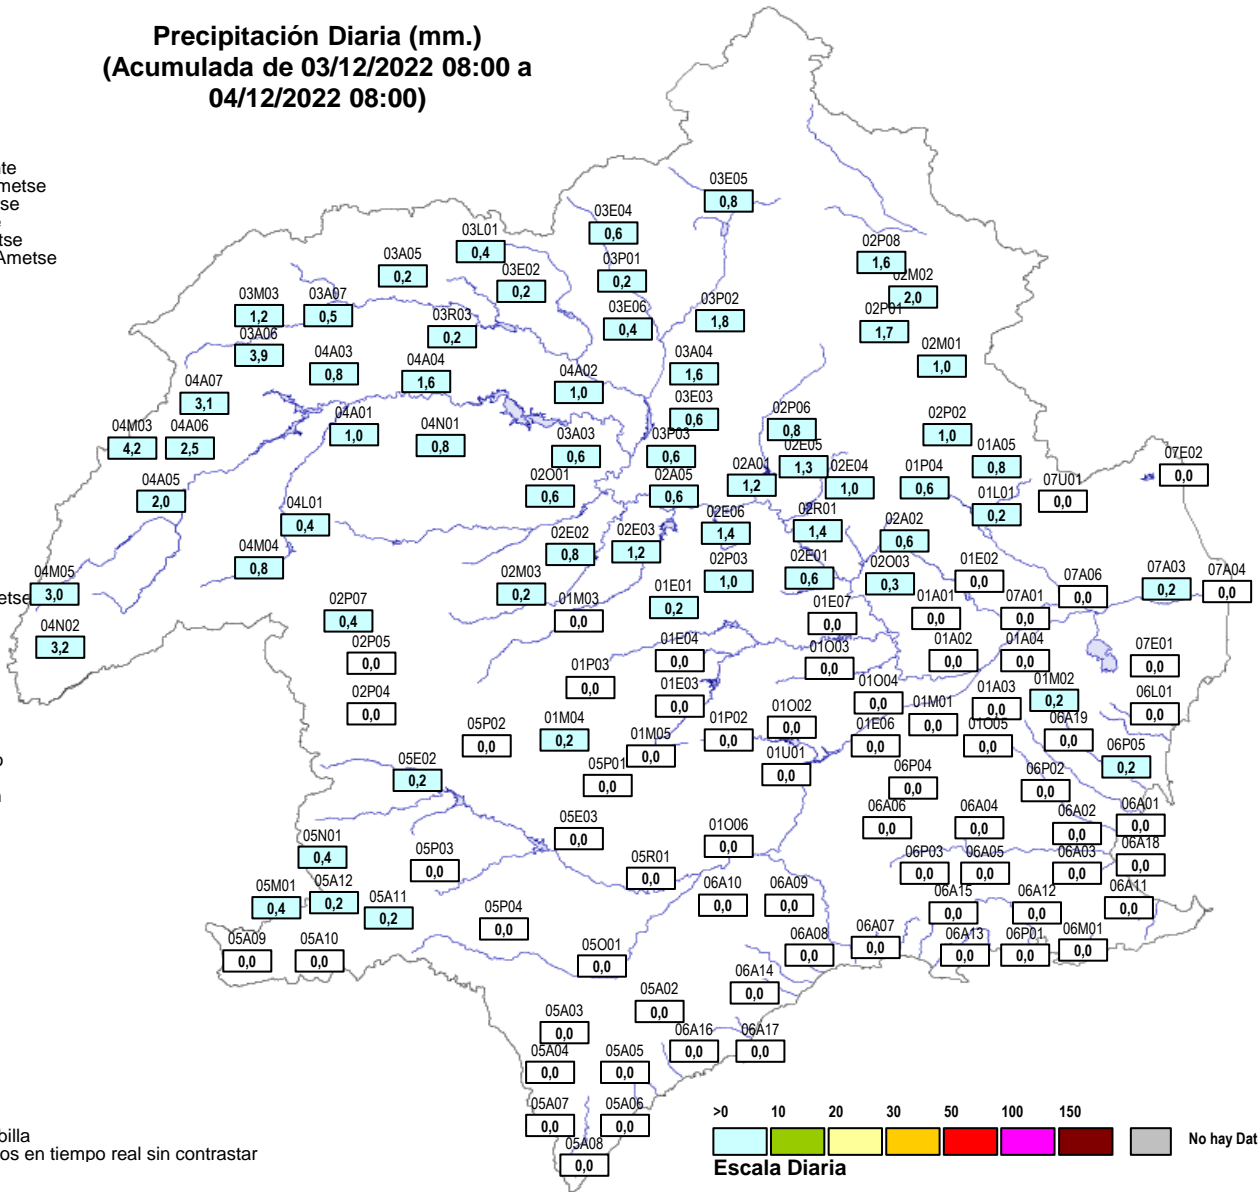 Precipitación Diaria (mm.)
(Acumulada de 03/12/2022 08:00 a
04/12/2022 08:00)
03E05
0,8
03E04
0,6
03L01
0,4
03A05
0,2
03E02
0,2
03P01
0,2
02P08
1,6
02M02
2,0
03M03
1,2
03A07
0,5
03R03
0,2
03E06
0,4
03P02
1,8
02P01
1,7
03A06
3,9
04A03
0,8
04A04
1,6
04A02
1,0
03A04
1,6
02M01
1,0
04A07
3,1
03E03
0,6
04M03
4,2
04A06
2,5
04A01
1,0
04N01
0,8
03A03
0,6
03P03
0,6
02P06
0,8
02P02
1,0
02E05
1,3
01A05
0,8
07E02
0,0
04A05
2,0
02O01
0,6
02A05
0,6
02A01
1,2
02E04
1,0
01P04
0,6
07U01
0,0
01L01
0,2
04L01
0,4
02E06
1,4
02R01
1,4
02A02
0,6
04M04
0,8
02E02
0,8
02E03
1,2
04M05
3,0
etse
02M03
0,2
02P03
1,0
02E01
0,6
02O03
0,3
01E02
0,0
07A06
0,0
07A03
0,2
07A04
0,0
02P07
0,4
01M03
0,0
01E01
0,2
01E07
0,0
01A01
0,0
07A01
0,0
04N02
3,2
02P05
0,0
01E04
0,0
01O03
0,0
01A02
0,0
01A04
0,0
07E01
0,0
02P04
0,0
01P03
0,0
01E03
0,0
01O04
0,0
01M01
0,0
01A03
0,0
01M02
0,2
06L01
0,0
05P02
0,0
01M04
0,2
01M05
0,0
01P02
0,0
01O02
0,0
01E06
0,0
01O05
0,0
06A19
0,0
05E02
0,2
05P01
0,0
01U01
0,0
06P04
0,0
06P02
0,0
06P05
0,2
05E03
0,0
01O06
0,0
06A06
0,0
06A04
0,0
06A02
0,0
06A01
0,0
05N01
0,4
05P03
0,0
05R01
0,0
06P03
0,0
06A05
0,0
06A03
0,0
06A18
0,0
05M01
0,4
05A12
0,2
05A11
0,2
05P04
0,0
06A10
0,0
06A09
0,0
06A15
0,0
06A12
0,0
06A11
0,0
05A09
0,0
05A10
0,0
05O01
0,0
06A08
0,0
06A07
0,0
06A13
0,0
06P01
0,0
06M01
0,0
05A03
0,0
05A02
0,0
06A14
0,0
05A04
0,0
05A05
0,0
06A16
0,0
06A17
0,0
05A07
0,0
05A06
0,0
05A08
0,0
te
metse
se
tse
Ametse
billa
os en tiempo real sin contrastar
>0 10 20 30 50 100 150
No hay Dat
Escala Diaria